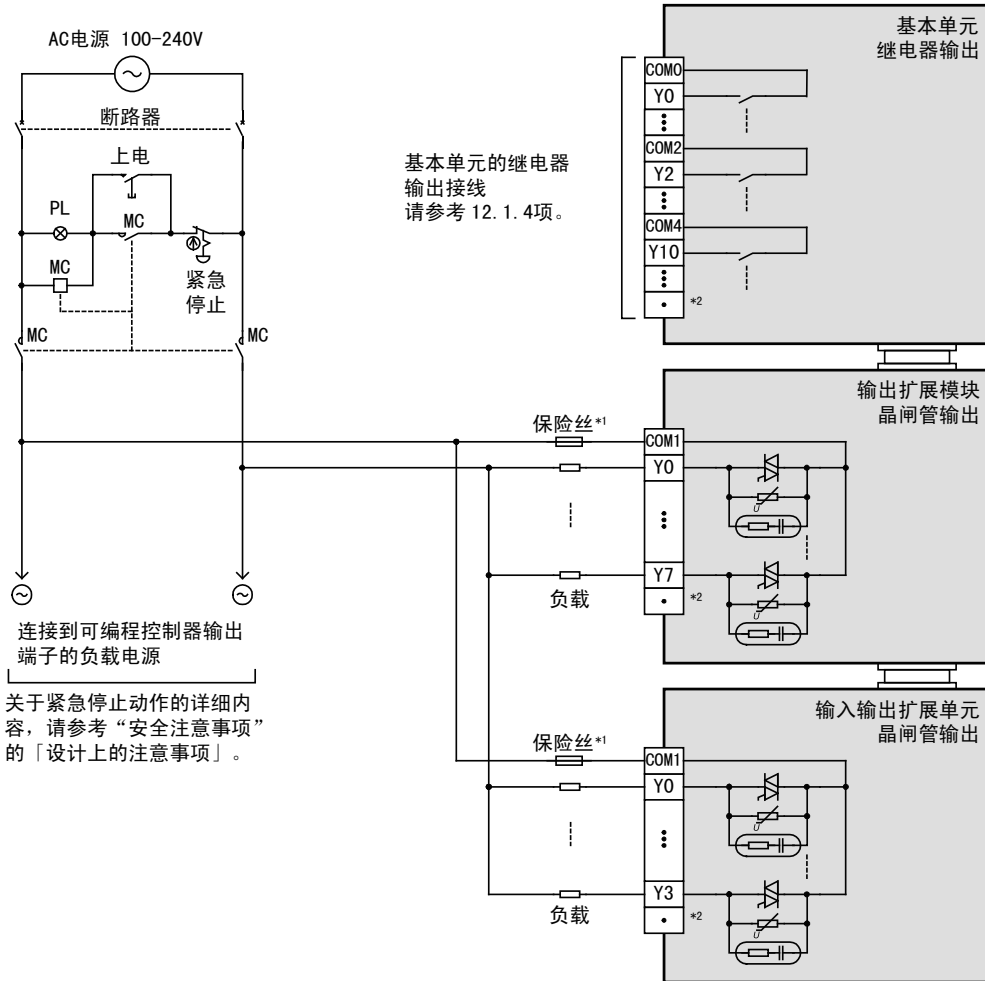 AC电源 100-240V
断路器
上电
PL
MC
MC
紧急
停止
MC
MC
连接到可编程控制器输出
端子的负载电源
关于紧急停止动作的详细内
容，请参考“安全注意事项”
的「设计上的注意事项」。
基本单元的继电器
输出接线
请参考 12.1.4项。
基本单元
继电器输出
COM0
Y0
COM2
Y2
COM4
Y10
*2
输出扩展模块
晶闸管输出
保险丝*1
COM1
Y0
U
Y7
负载
*2
U
输入输出扩展单元
晶闸管输出
保险丝*1
COM1
Y0
U
Y3
负载
*2
U